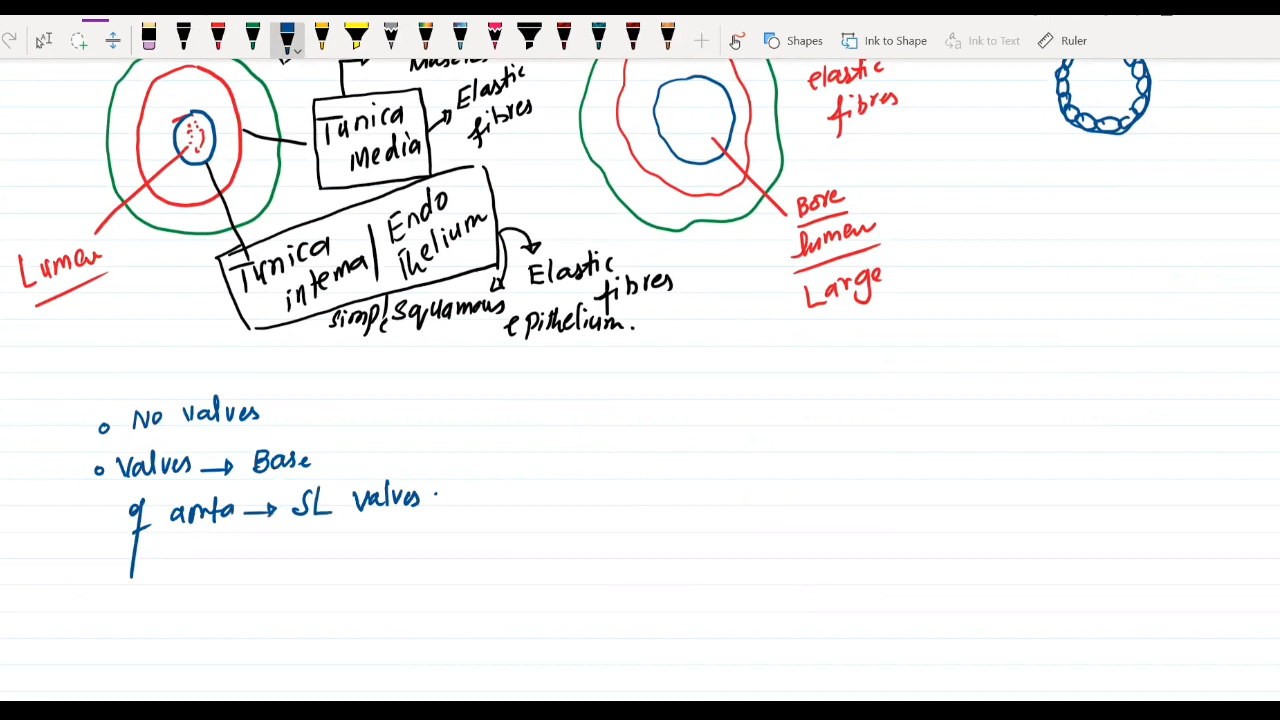 Shapes
Ink to Shape
Ink to Text
Ruler
Muscles
Elastic
fibres
Tunica
Media
elastic
fibres
Lumen
Tunica
interna
Endo
thelium
simple squamous
epithelium.
Elastic
fibres
Bore
lumen
Large
No valves
Valves → Base
of aorta → SL valves.